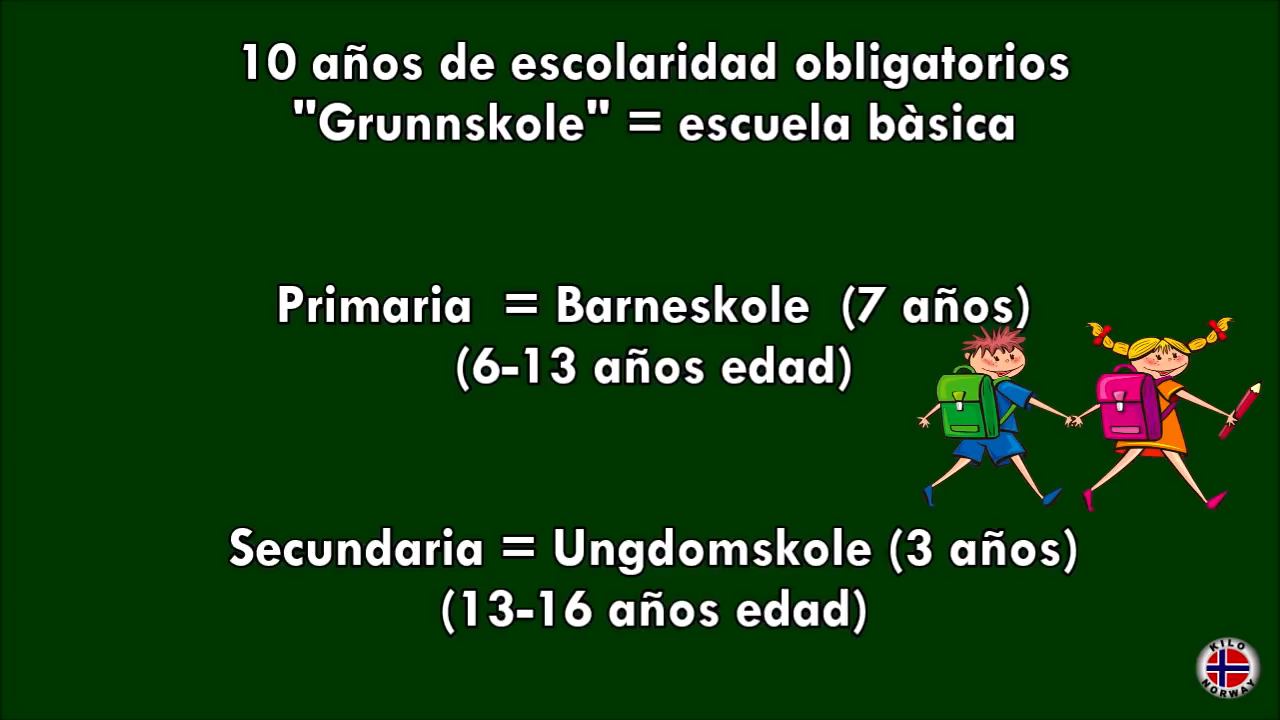 10 años de escolaridad obligatorios
"Grunnskole" = escuela bàsica
Primaria = Barneskole (7 años)
(6-13 años edad)
Secundaria = Ungdomskole (3 años)
(13-16 años edad)
KILO
NORWAY